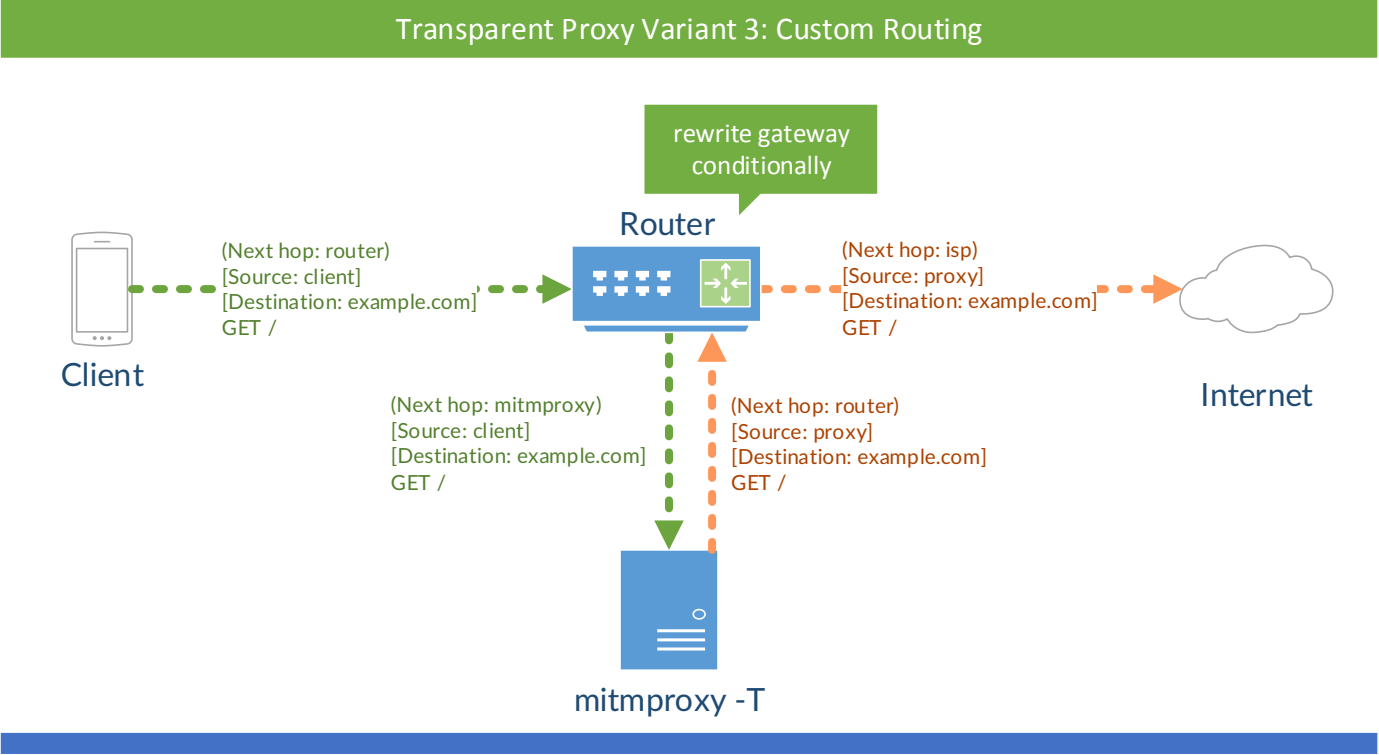 Transparent Proxy Variant 3: Custom Routing
rewrite gateway
conditionally
Router
(Next hop: router)
[Source: client]
[Destination: example.com]
GET /
(Next hop: isp)
[Source: proxy]
[Destination: example.com]
GET /
Client
Internet
(Next hop: mitmproxy)
[Source: client]
[Destination: example.com]
GET /
(Next hop: router)
[Source: proxy]
[Destination: example.com]
GET /
mitmproxy -T